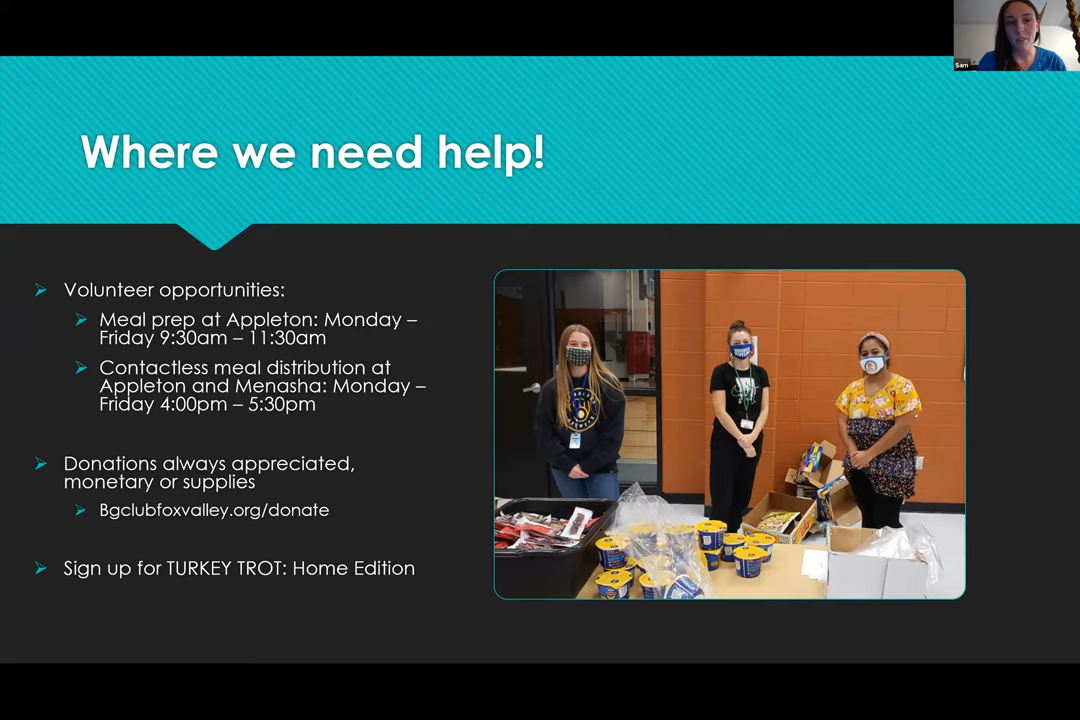 Sam
Where we need help!
Volunteer opportunities:
Meal prep at Appleton: Monday –
Friday 9:30am – 11:30am
Contactless meal distribution at
Appleton and Menasha: Monday –
Friday 4:00pm – 5:30pm
Donations always appreciated,
monetary or supplies
Bgclubfoxvalley.org/donate
Sign up for TURKEY TROT: Home Edition